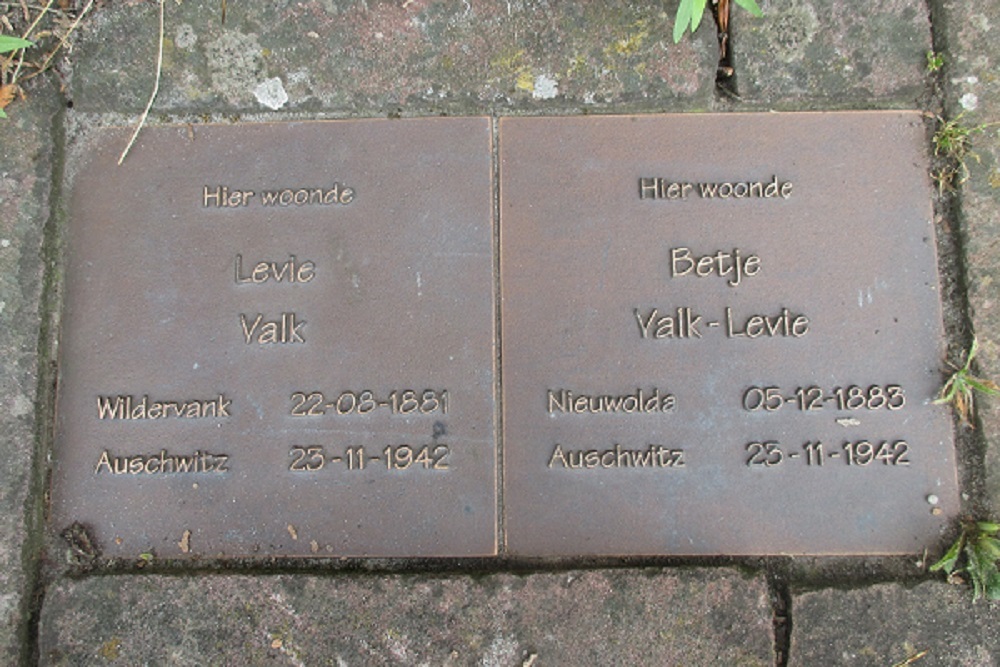 Hier woonde
Levie
Valk
Wildervank 22-08-1881
Auschwitz 23-11-1942
Hier woonde
Betje
Valk-Levie
Nieuwolda 05-12-1883
Auschwitz 23-11-1942